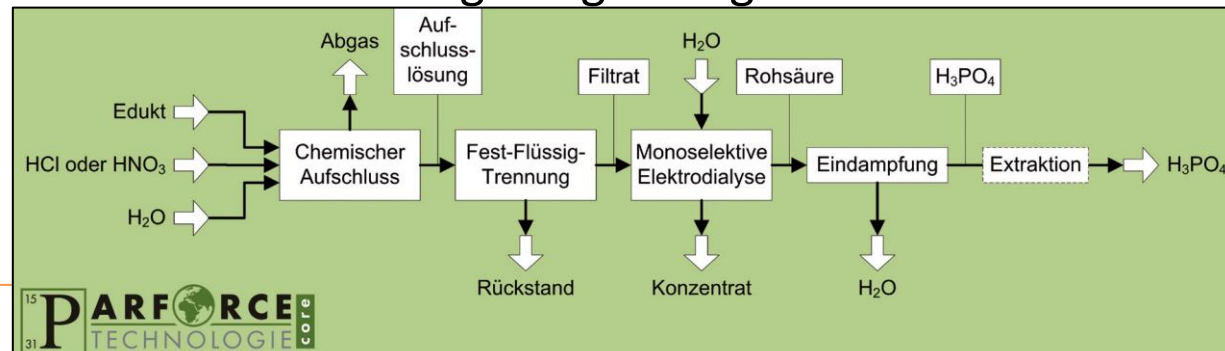 Abgas
Auf-
schluss-
lösung
H₂O
Filtrat
Rohsäure
H₃PO₄
Edukt
HCl oder HNO₃
H₂O
Chemischer
Aufschluss
Fest-Flüssig-
Trennung
Monoselektive
Elektrodialyse
Eindampfung
Extraktion
H₃PO₄
Rückstand
Konzentrat
H₂O
15
31
PARFORCE
TECHNOLOGIE
core